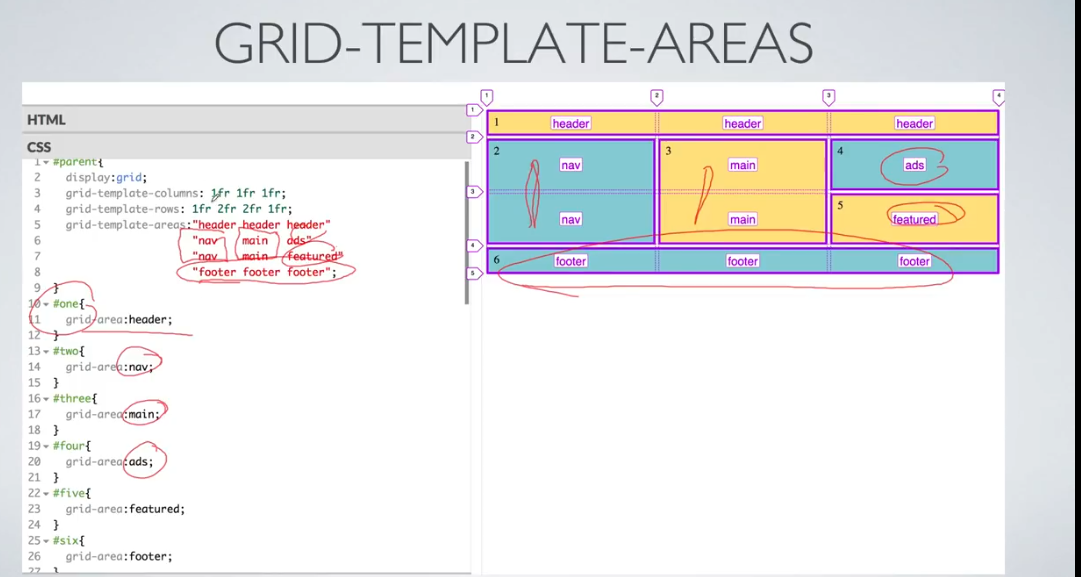 GRID-TEMPLATE-AREAS
HTML
CSS
1 #parent{
2 display:grid;
3 grid-template-columns: 1fr 1fr 1fr;
4 grid-template-rows: 1fr 2fr 2fr 1fr;
5 grid-template-areas:"header header header"
6 "nav main ads"
7 "nav main featured"
8 "footer footer footer";
9 }
10 #one{
11 grid-area:header;
12 }
13 #two{
14 grid-area:nav;
15 }
16 #three{
17 grid-area:main;
18 }
19 #four{
20 grid-area:ads;
21 }
22 #five{
23 grid-area:featured;
24 }
25 #six{
26 grid-area:footer;
27 }
1 2 3 4
1
1 header header header
2
2 nav 3 main 4 ads
3
nav main 5 featured
4
6 footer footer footer
5